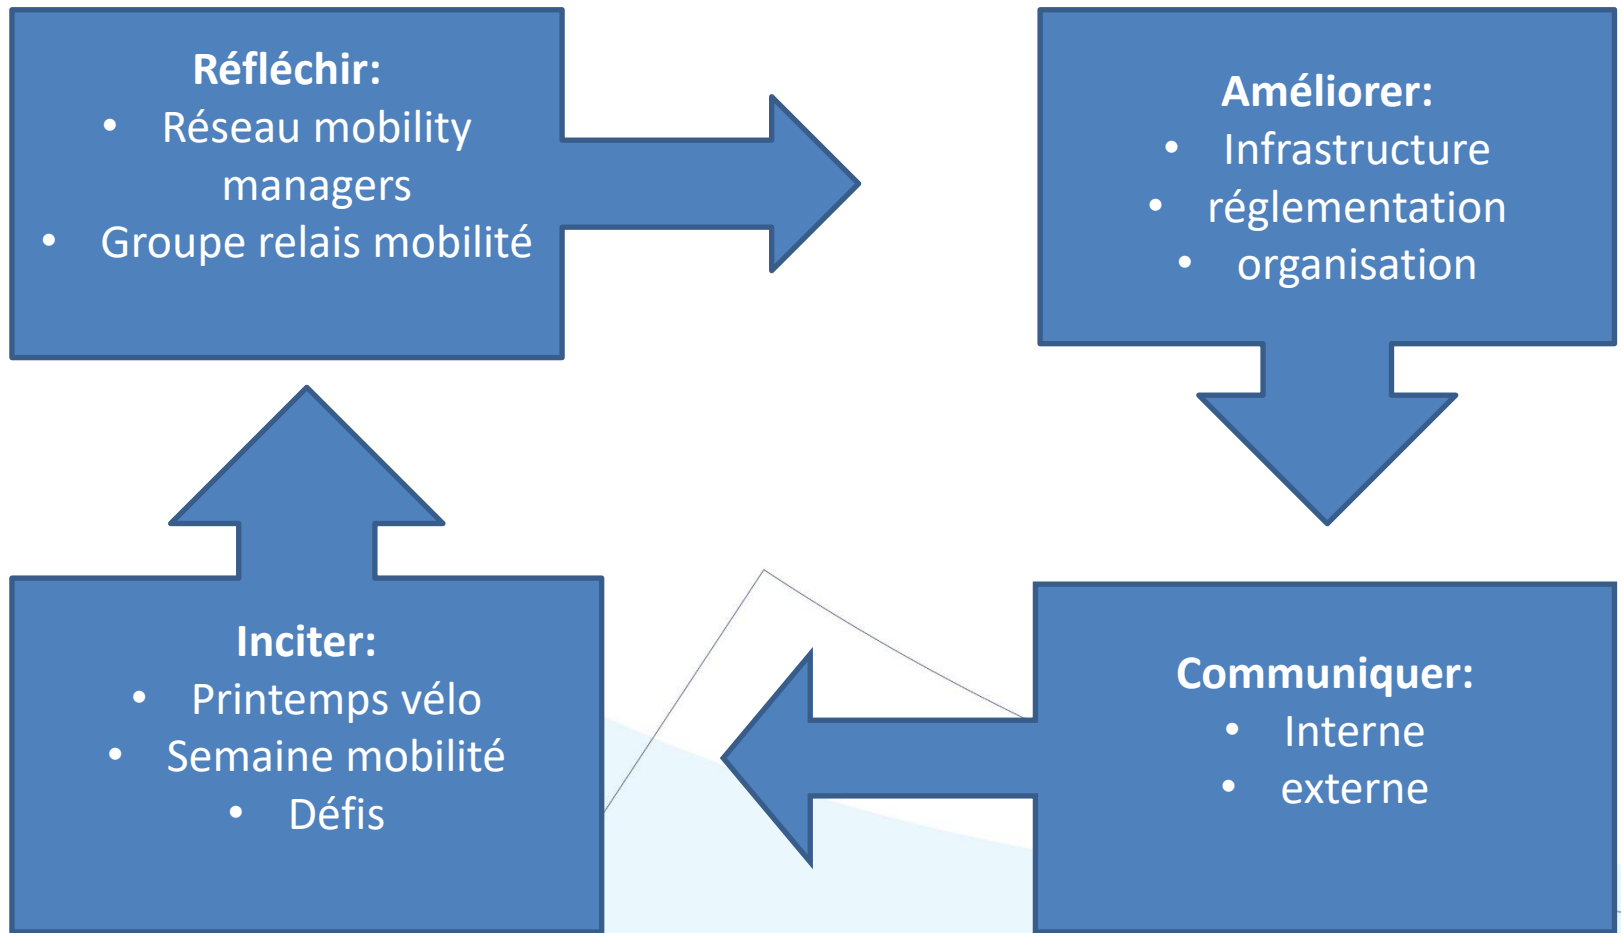 Réfléchir:
• Réseau mobility
managers
• Groupe relais mobilité
Améliorer:
• Infrastructure
• réglementation
• organisation
Inciter:
• Printemps vélo
• Semaine mobilité
• Défis
Communiquer:
• Interne
• externe